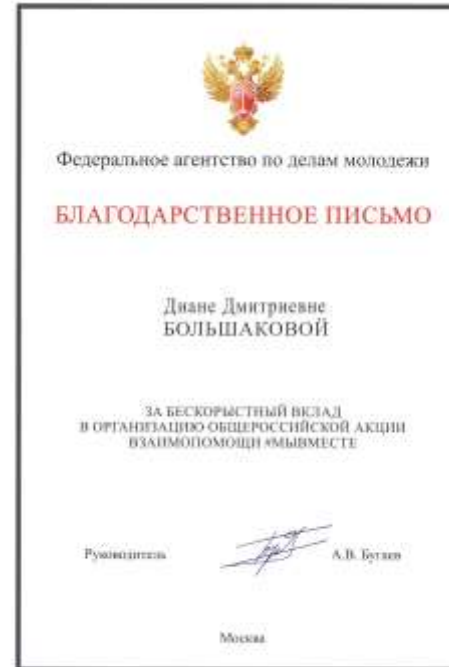 Федеральное агентство по делам молодежи
БЛАГОДАРСТВЕННОЕ ПИСЬМО
Диане Дмитриевне
БОЛЬШАКОВОЙ
ЗА БЕСКОРЫСТНЫЙ ВКЛАД
В ОРГАНИЗАЦИЮ ОБЩЕРОССИЙСКОЙ АКЦИИ
ВЗАИМОПОМОЩИ #МЫВМЕСТЕ
Руководитель А.В. Бугаев
Москва